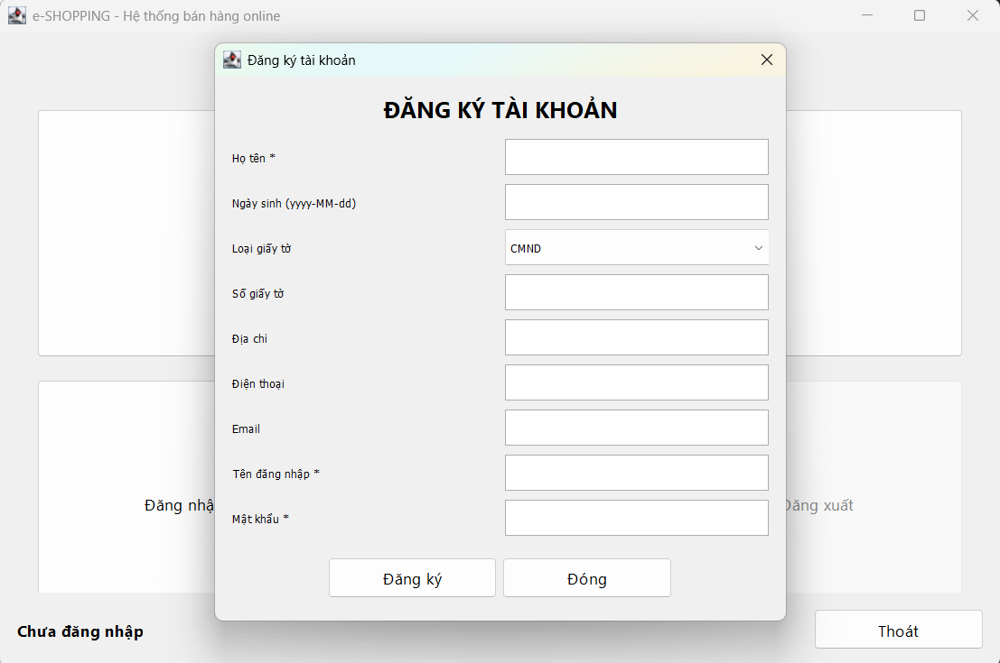 e-SHOPPING - Hệ thống bán hàng online
Đăng ký tài khoản
ĐĂNG KÝ TÀI KHOẢN
Họ tên *
Ngày sinh (yyyy-MM-dd)
Loại giấy tờ
CMND
Số giấy tờ
Địa chỉ
Điện thoại
Email
Tên đăng nhập *
Mật khẩu *
Đăng nhậ
Đăng xuất
Đăng ký
Đóng
Chưa đăng nhập
Thoát